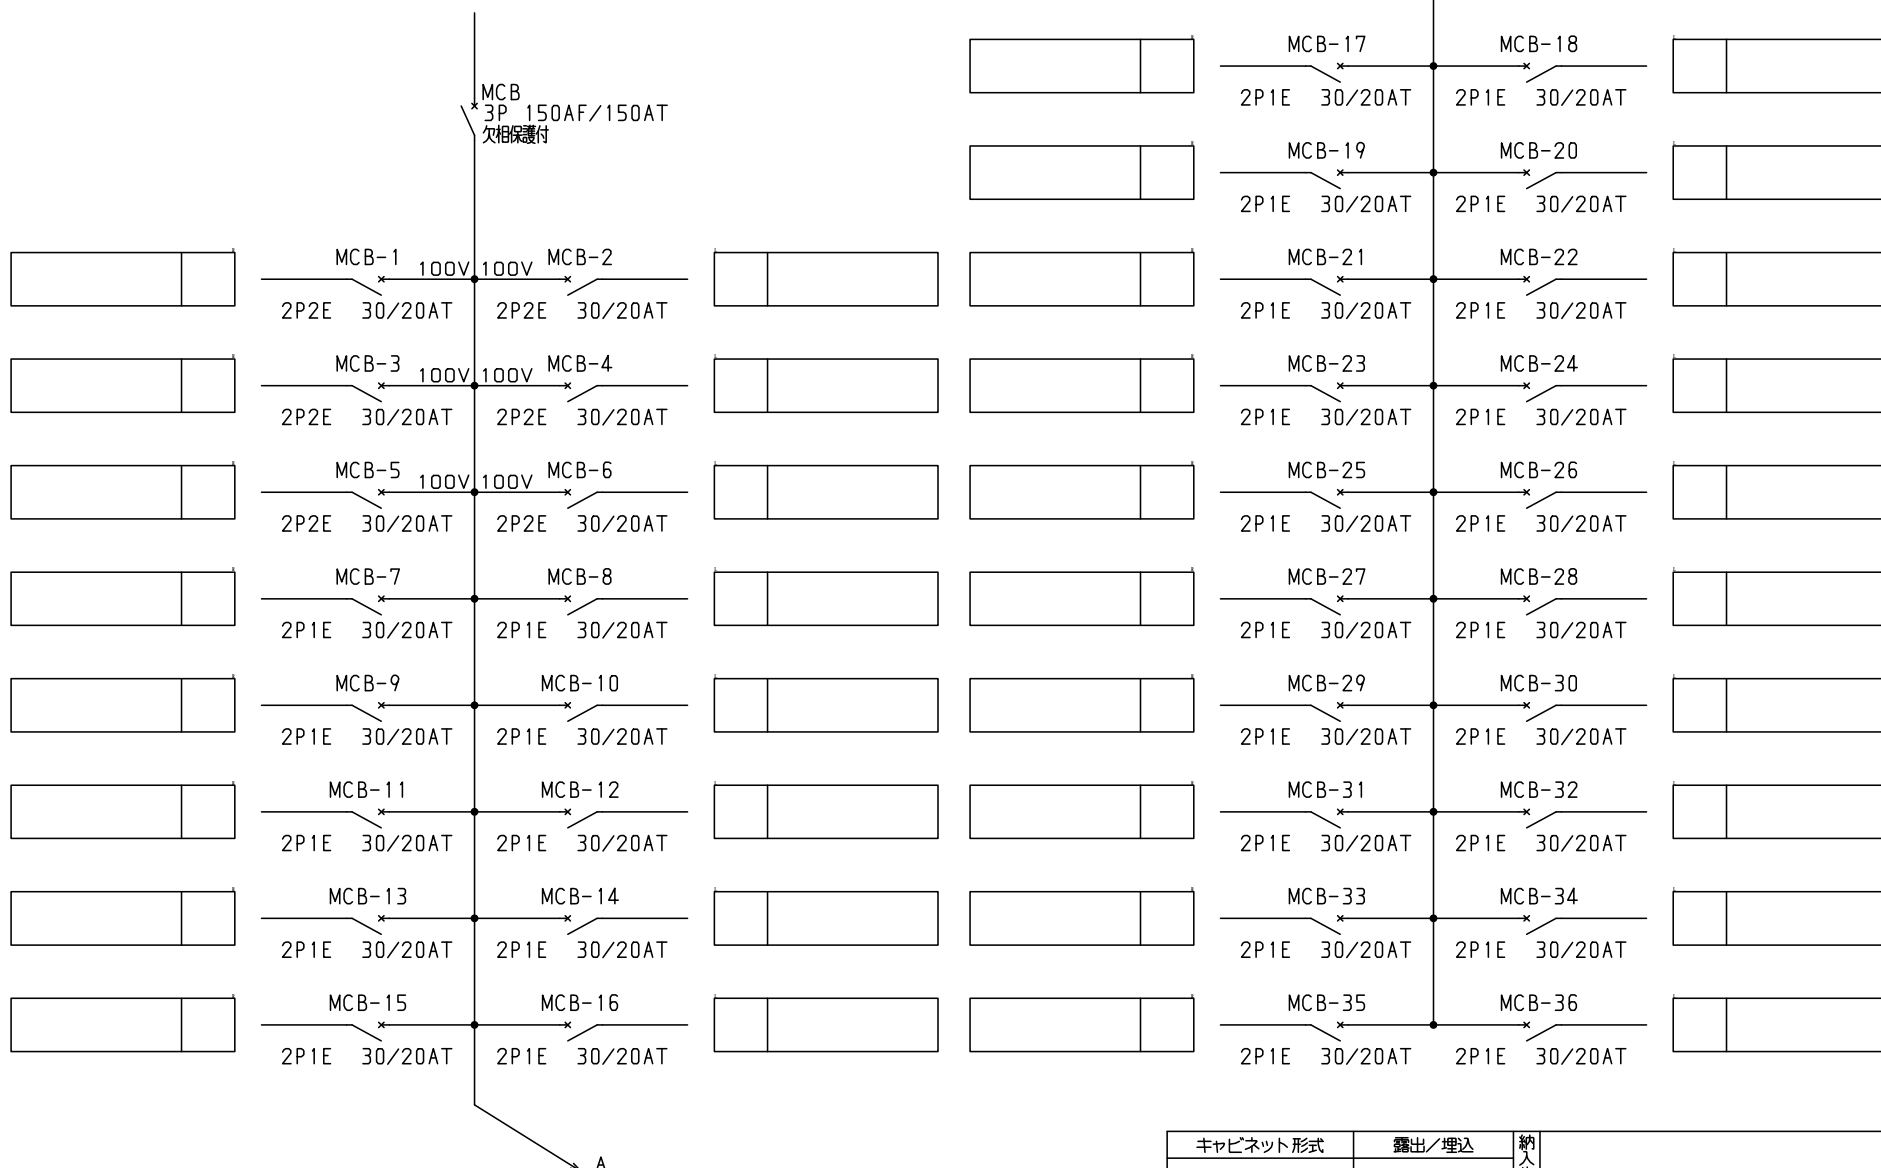 MCB
3P 150AF/150AT
欠相保護付
MCB-1 100V 100V MCB-2
2P2E 30/20AT 2P2E 30/20AT
MCB-3 100V 100V MCB-4
2P2E 30/20AT 2P2E 30/20AT
MCB-5 100V 100V MCB-6
2P2E 30/20AT 2P2E 30/20AT
MCB-7 MCB-8
2P1E 30/20AT 2P1E 30/20AT
MCB-9 MCB-10
2P1E 30/20AT 2P1E 30/20AT
MCB-11 MCB-12
2P1E 30/20AT 2P1E 30/20AT
MCB-13 MCB-14
2P1E 30/20AT 2P1E 30/20AT
MCB-15 MCB-16
2P1E 30/20AT 2P1E 30/20AT
A
MCB-17 MCB-18
2P1E 30/20AT 2P1E 30/20AT
MCB-19 MCB-20
2P1E 30/20AT 2P1E 30/20AT
MCB-21 MCB-22
2P1E 30/20AT 2P1E 30/20AT
MCB-23 MCB-24
2P1E 30/20AT 2P1E 30/20AT
MCB-25 MCB-26
2P1E 30/20AT 2P1E 30/20AT
MCB-27 MCB-28
2P1E 30/20AT 2P1E 30/20AT
MCB-29 MCB-30
2P1E 30/20AT 2P1E 30/20AT
MCB-31 MCB-32
2P1E 30/20AT 2P1E 30/20AT
MCB-33 MCB-34
2P1E 30/20AT 2P1E 30/20AT
MCB-35 MCB-36
2P1E 30/20AT 2P1E 30/20AT
キャビネット形式 露出/埋込 納入